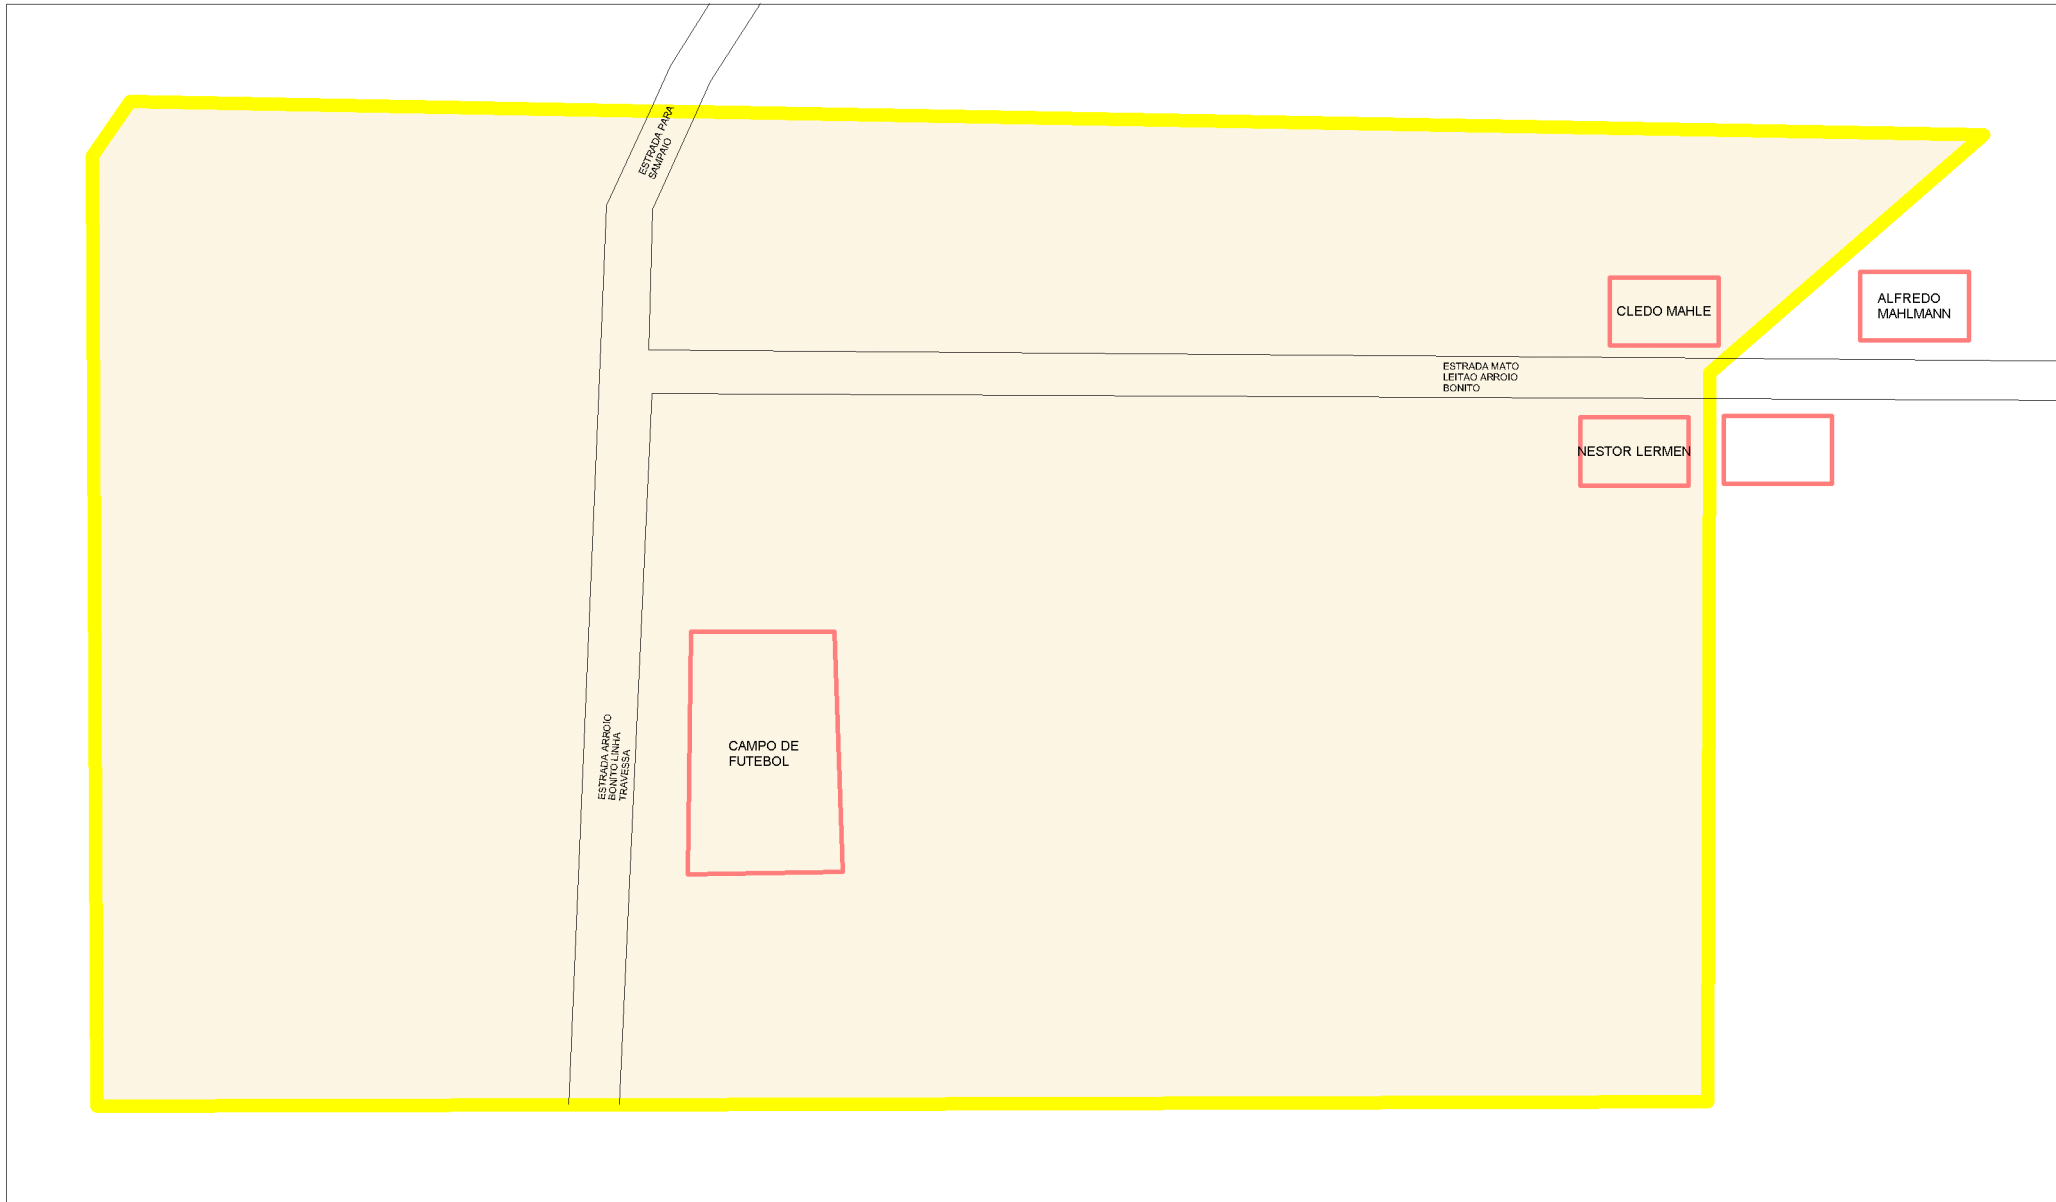 ESTRADA PARA
SAMPAIO
CLEDO MAHLE
ALFREDO
MAHLMANN
ESTRADA MATO
LEITAO ARROIO
BONITO
NESTOR LERMEN
CAMPO DE
FUTEBOL
ESTRADA ARROIO
BONITO LINHA
TRAVESSA